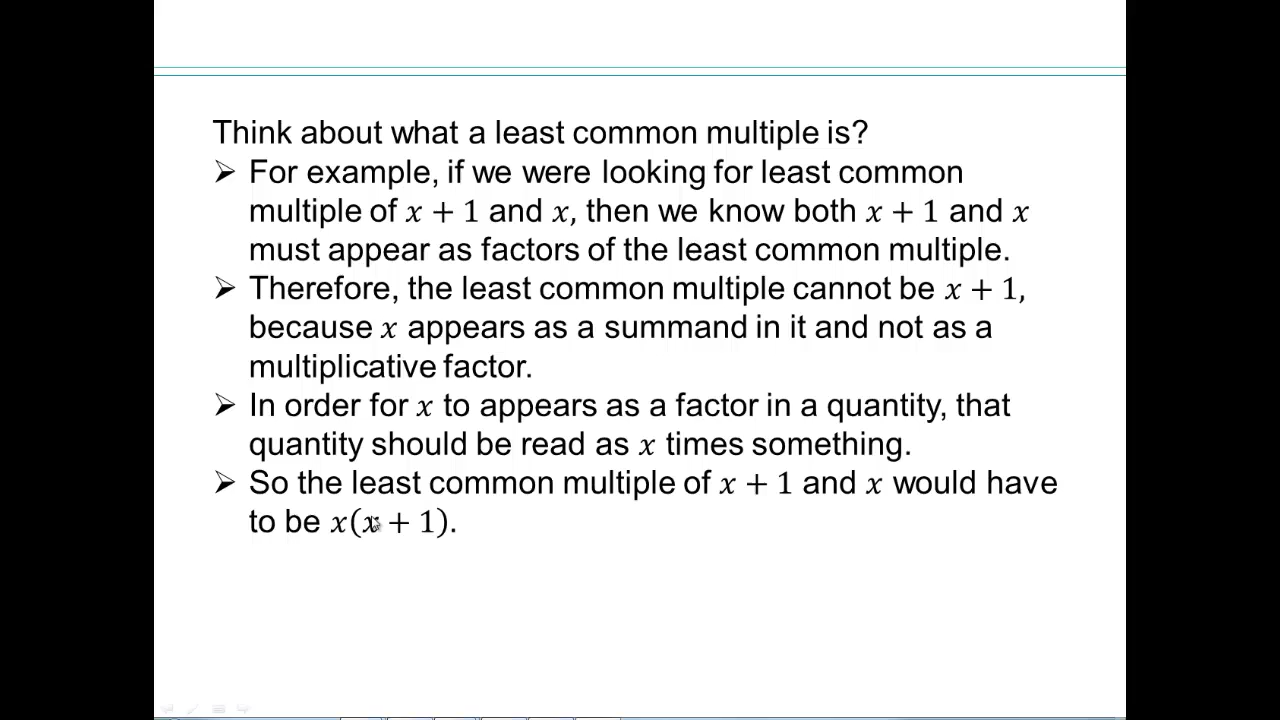 Think about what a least common multiple is?
➢ For example, if we were looking for least common
multiple of x + 1 and x, then we know both x + 1 and x
must appear as factors of the least common multiple.
➢ Therefore, the least common multiple cannot be x + 1,
because x appears as a summand in it and not as a
multiplicative factor.
➢ In order for x to appears as a factor in a quantity, that
quantity should be read as x times something.
➢ So the least common multiple of x + 1 and x would have
to be x(x + 1).